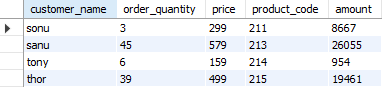 customer_name order_quantity price product_code amount
sonu 3 299 211 8667
sanu 45 579 213 26055
tony 6 159 214 954
thor 39 499 215 19461